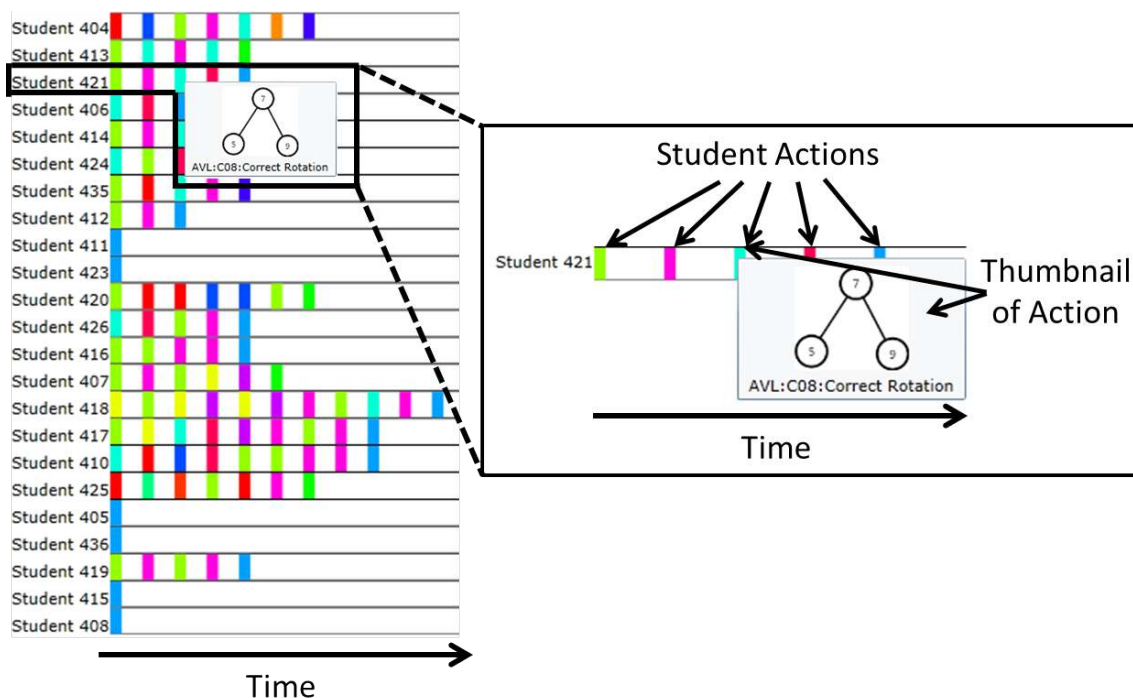 Student 404
Student 413
Student 421
Student 406
Student 414
Student 424
Student 435
Student 412
Student 411
Student 423
Student 420
Student 426
Student 416
Student 407
Student 418
Student 417
Student 410
Student 425
Student 405
Student 436
Student 419
Student 415
Student 408
7
5 9
AVL:C08:Correct Rotation
Time
Student Actions
Student 421
7
5 9
AVL:C08:Correct Rotation
Thumbnail
of Action
Time